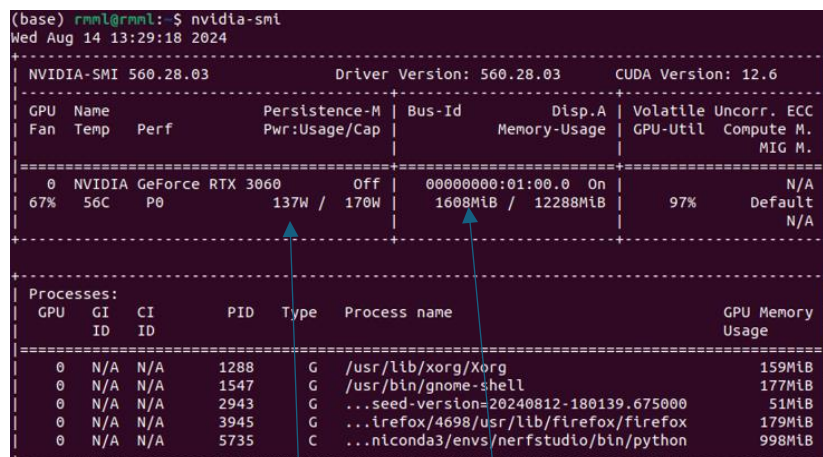 (base) rmml@rmml:~$ nvidia-smi
Wed Aug 14 13:29:18 2024
NVIDIA-SMI 560.28.03 Driver Version: 560.28.03 CUDA Version: 12.6
GPU Name Persistence-M | Bus-Id Disp.A | Volatile Uncorr. ECC
Fan Temp Perf Pwr:Usage/Cap | Memory-Usage | GPU-Util Compute M.
MIG M.
0 NVIDIA GeForce RTX 3060 Off | 00000000:01:00.0 On | N/A
67% 56C P0 137W / 170W | 1608MiB / 12288MiB | 97% Default
N/A
Processes:
GPU GI CI PID Type Process name GPU Memory
ID ID Usage
0 N/A N/A 1288 G /usr/lib/xorg/Xorg 159MiB
0 N/A N/A 1547 G /usr/bin/gnome-shell 177MiB
0 N/A N/A 2943 G ...seed-version=20240812-180139.675000 51MiB
0 N/A N/A 3945 G ...irefox/4698/usr/lib/firefox/firefox 179MiB
0 N/A N/A 5735 C ...niconda3/envs/nerfstudio/bin/python 998MiB